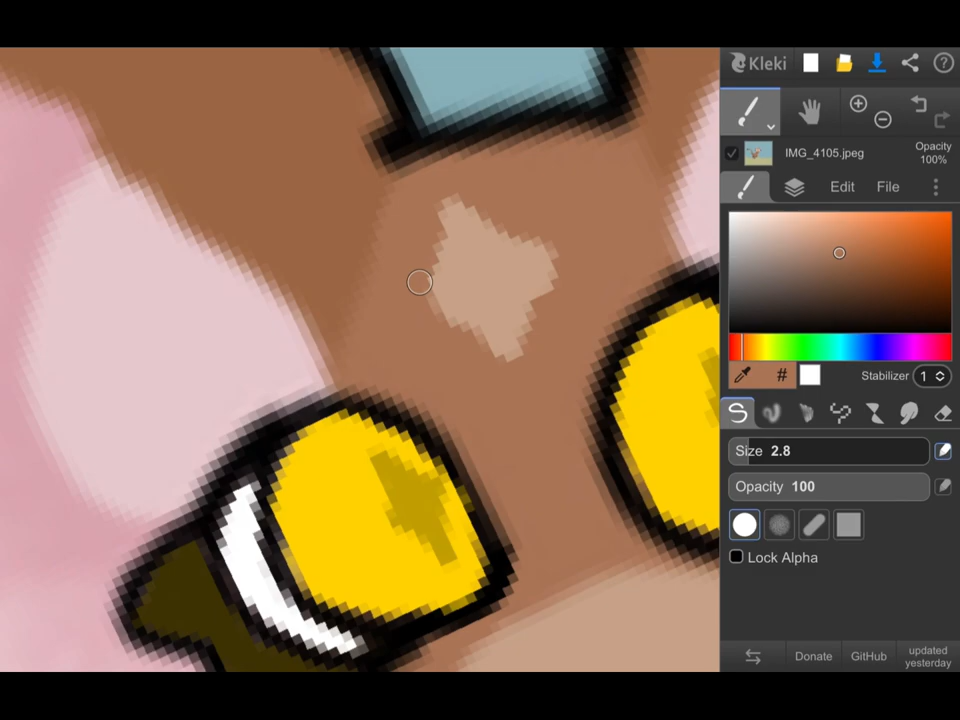 Kleki
IMG_4105.jpeg
Opacity
100%
Edit
File
#
Stabilizer 1
Size 2.8
Opacity 100
Lock Alpha
Donate
GitHub
updated
yesterday